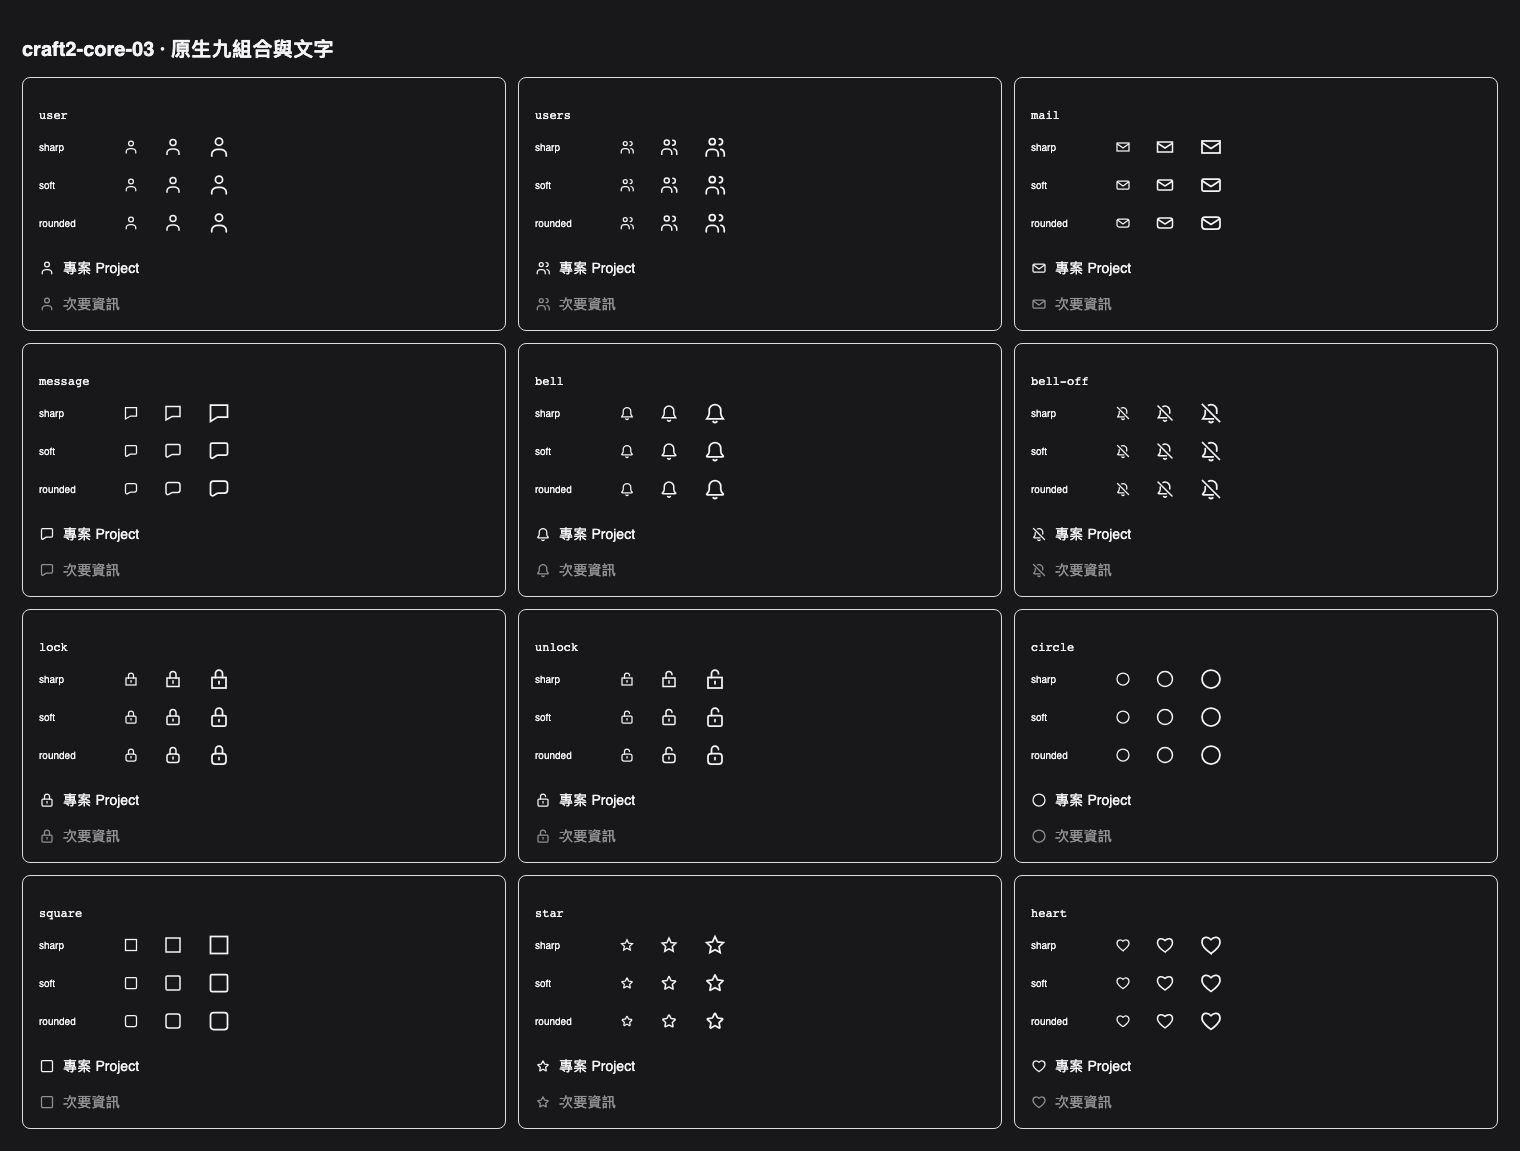 craft2-core-03 · 原生九組合與文字
user
sharp
soft
rounded
專案 Project
次要資訊
users
sharp
soft
rounded
專案 Project
次要資訊
mail
sharp
soft
rounded
專案 Project
次要資訊
message
sharp
soft
rounded
專案 Project
次要資訊
bell
sharp
soft
rounded
專案 Project
次要資訊
bell-off
sharp
soft
rounded
專案 Project
次要資訊
lock
sharp
soft
rounded
專案 Project
次要資訊
unlock
sharp
soft
rounded
專案 Project
次要資訊
circle
sharp
soft
rounded
專案 Project
次要資訊
square
sharp
soft
rounded
專案 Project
次要資訊
star
sharp
soft
rounded
專案 Project
次要資訊
heart
sharp
soft
rounded
專案 Project
次要資訊